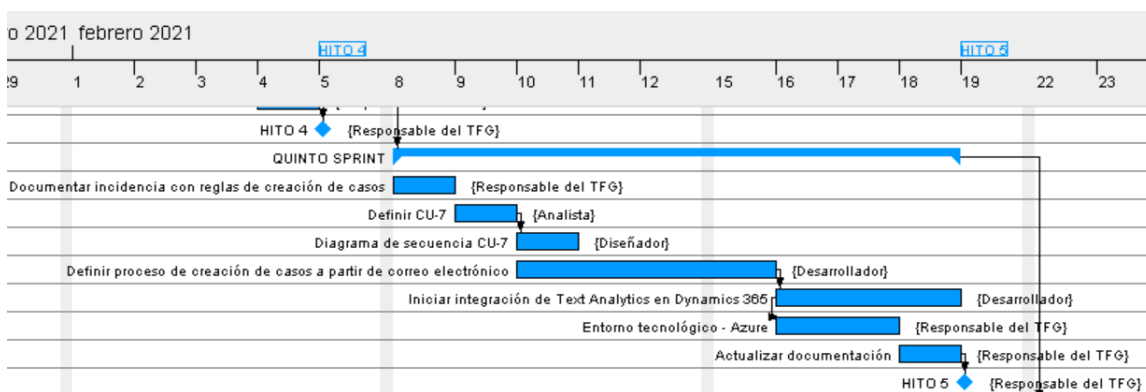 o 2021 febrero 2021
HITO 4 HITO 5
29 1 2 3 4 5 8 9 10 11 12 15 16 17 18 19 22 23
HITO 4 {Responsable del TFG}
QUINTO SPRINT
Documentar incidencia con reglas de creación de casos {Responsable del TFG}
Definir CU-7 {Analista}
Diagrama de secuencia CU-7 {Diseñador}
Definir proceso de creación de casos a partir de correo electrónico {Desarrollador}
Iniciar integración de Text Analytics en Dynamics 365 {Desarrollador}
Entorno tecnológico - Azure {Responsable del TFG}
Actualizar documentación {Responsable del TFG}
HITO 5 {Responsable del TFG}